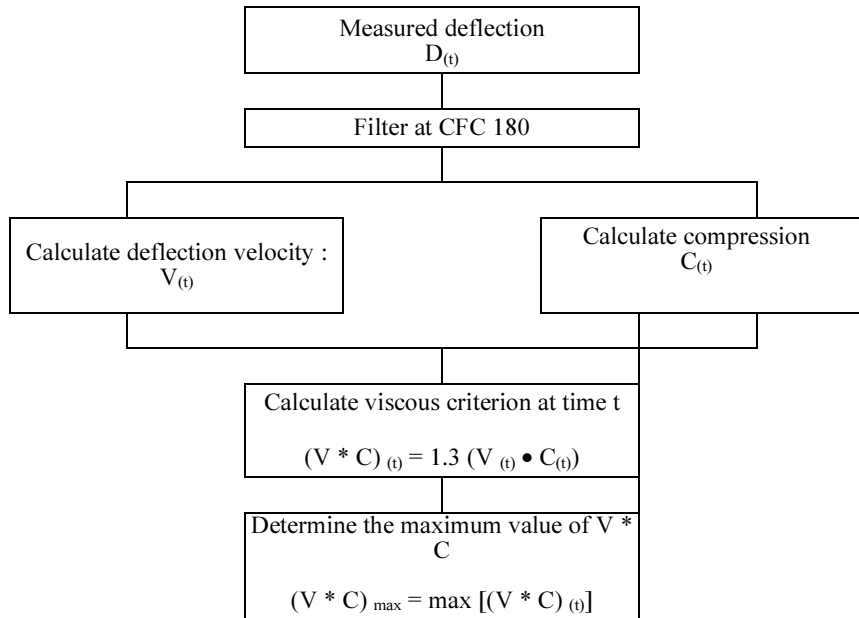 Measured deflection
D(t)
Filter at CFC 180
Calculate deflection velocity :
V(t)
Calculate compression
C(t)
Calculate viscous criterion at time t
(V * C) (t) = 1.3 (V (t) • C(t))
Determine the maximum value of V *
C
(V * C) max = max [(V * C) (t)]